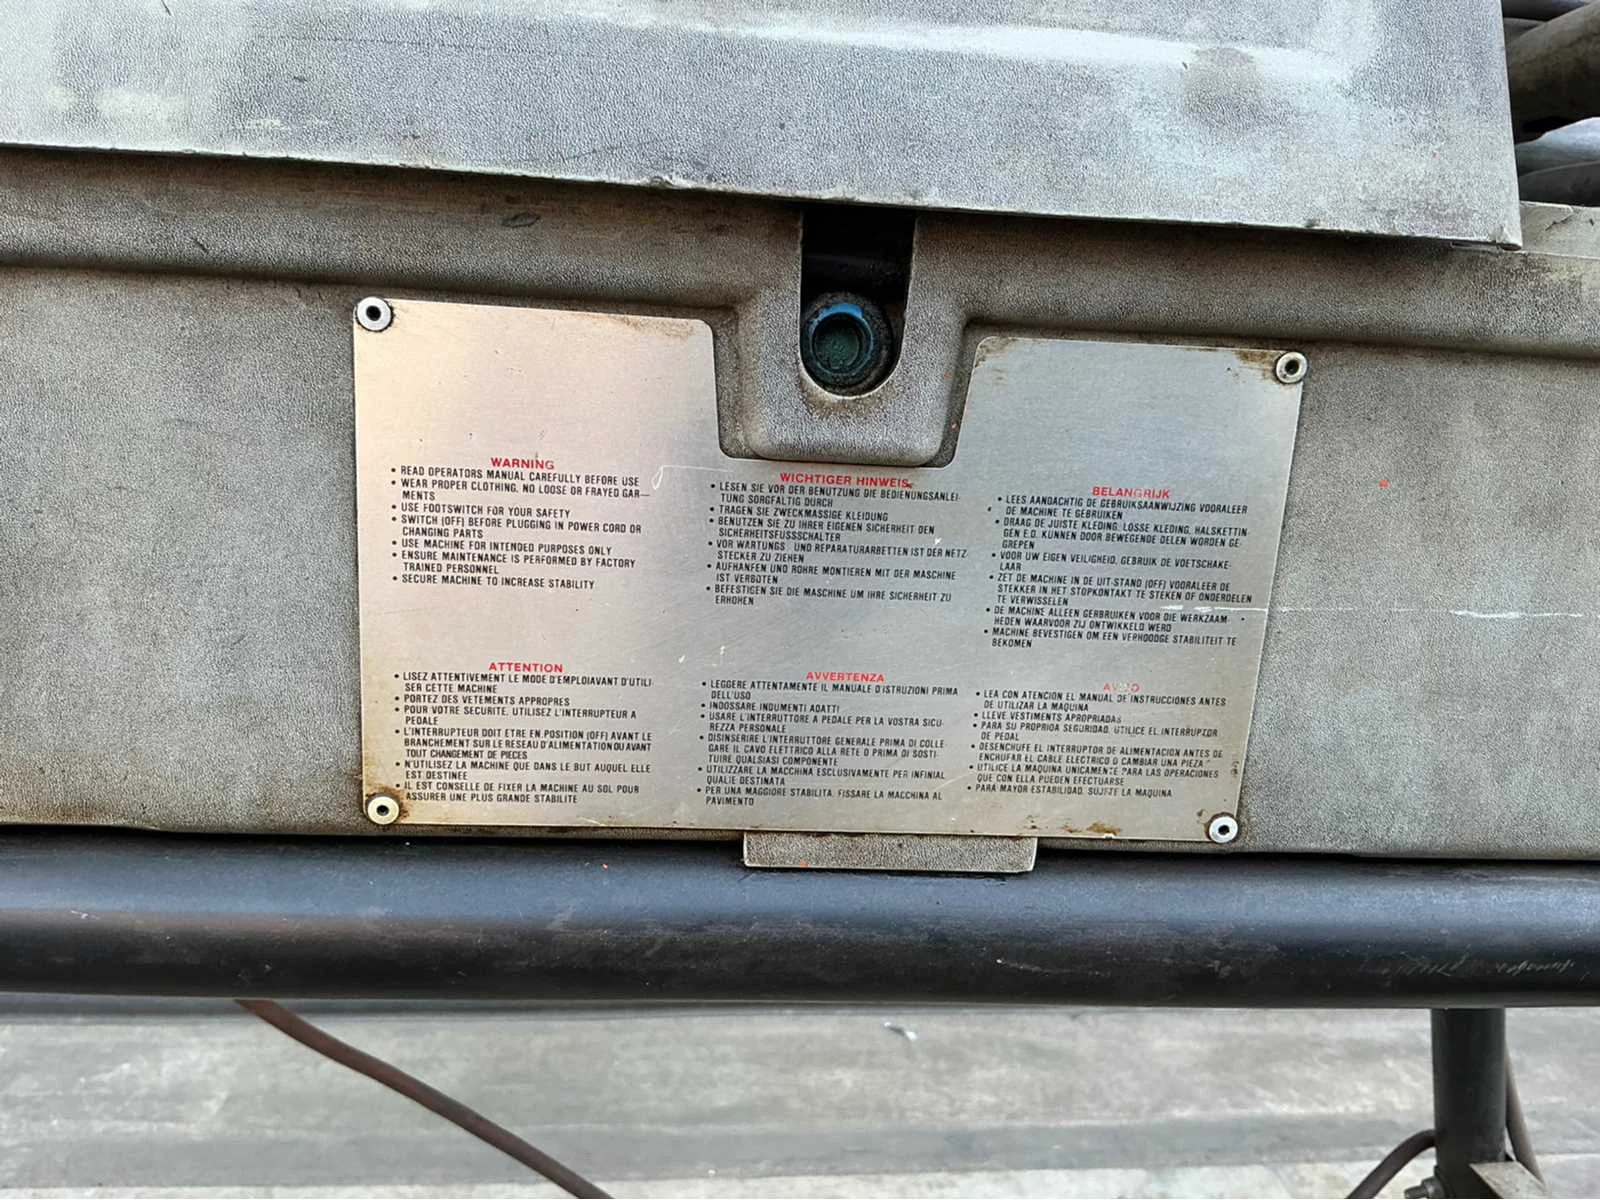 WARNING
• READ OPERATORS MANUAL CAREFULLY BEFORE USE
• WEAR PROPER CLOTHING, NO LOOSE OR FRAYED GAR—
MENTS
• USE FOOTSWITCH FOR YOUR SAFETY
• SWITCH (OFF) BEFORE PLUGGING IN POWER CORD OR
CHANGING PARTS
• USE MACHINE FOR INTENDED PURPOSES ONLY
• ENSURE MAINTENANCE IS PERFORMED BY FACTORY
TRAINED PERSONNEL
• SECURE MACHINE TO INCREASE STABILITY
WICHTIGER HINWEIS
• LESEN SIE VOR DER BENUTZUNG DIE BEDIENUNGSANLEI-
TUNG SORGFALTIG DURCH
• TRAGEN SIE ZWECKMASSIGE KLEIDUNG
• BENUTZEN SIE ZU IHRER EIGENEN SICHERHEIT DEN
SICHERHEITSFUSSSCHALTER
• VOR WARTUNGS- UND REPARATURARBETTEN IST DER NETZ-
STECKER ZU ZIEHEN
• AUFHANFEN UND ROHRE MONTIEREN MIT DER MASCHINE
IST VERBOTEN
• BEFESTIGEN SIE DIE MASCHINE UM IHRE SICHERHEIT ZU
ERHOHEN
BELANGRIJK
• LEES AANDACHTIG DE GEBRUIKSAANWIJZING VOORALEER
DE MACHINE TE GEBRUIKEN
• DRAAG DE JUISTE KLEDING. LOSSE KLEDING, HALSKETTIN-
GEN E.D. KUNNEN DOOR BEWEGENDE DELEN WORDEN GE-
GREPEN
• VOOR UW EIGEN VEILIGHEID, GEBRUIK DE VOETSCHAKE-
LAAR
• ZET DE MACHINE IN DE UIT-STAND (OFF) VOORALEER DE
STEKKER IN HET STOPKONTAKT TE STEKEN OF ONDERDELEN
TE VERWISSELEN
• DE MACHINE ALLEEN GERBRUIKEN VOOR DIE WERKZAAM-
HEDEN WAARVOOR ZIJ ONTWIKKELD WERD
• MACHINE BEVESTIGEN OM EEN VERHOOGDE STABILITEIT TE
BEKOMEN
ATTENTION
• LISEZ ATTENTIVEMENT LE MODE D'EMPLOIAVANT D'UTILI-
SER CETTE MACHINE
• PORTEZ DES VETEMENTS APPROPRES
• POUR VOTRE SECURITE, UTILISEZ L'INTERRUPTEUR A
PEDALE
• L'INTERRUPTEUR DOIT ETRE EN POSITION (OFF) AVANT LE
BRANCHEMENT SUR LE RESEAU D'ALIMENTATION OU AVANT
TOUT CHANGEMENT DE PIECES
• N'UTILISEZ LA MACHINE QUE DANS LE BUT AUQUEL ELLE
EST DESTINEE
• IL EST CONSELLE DE FIXER LA MACHINE AU SOL POUR
ASSURER UNE PLUS GRANDE STABILITE
AVVERTENZA
• LEGGERE ATTENTAMENTE IL MANUALE D'ISTRUZIONI PRIMA
DELL'USO
• INDOSSARE INDUMENTI ADATTI
• USARE L'INTERRUTTORE A PEDALE PER LA VOSTRA SICU-
REZZA PERSONALE
• DISINSERIRE L'INTERRUTTORE GENERALE PRIMA DI COLLE-
GARE IL CAVO ELETTRICO ALLA RETE O PRIMA DI SOSTI-
TUIRE QUALSIASI COMPONENTE
• UTILIZZARE LA MACCHINA ESCLUSIVAMENTE PER INFINIAL
QUALIE DESTINATA
• PER UNA MAGGIORE STABILITA, FISSARE LA MACCHINA AL
PAVIMENTO
• LEA CON ATENCION EL MANUAL DE INSTRUCCIONES ANTES
DE UTILIZAR LA MAQUINA
• LLEVE VESTIMENTS APROPRIADAS
• PARA SU PROPRIA SEGURIDAD, UTILICE EL INTERRUPTOR
DE PEDAL
• DESENCHUFE EL INTERRUPTOR DE ALIMENTACION ANTES DE
ENCHUFAR EL CABLE ELECTRICO O CAMBIAR UNA PIEZA
• UTILICE LA MAQUINA UNICAMENTE PARA LAS OPERACIONES
QUE CON ELLA PUEDEN EFECTUARSE
• PARA MAYOR ESTABILIDAD, SUJETE LA MAQUINA